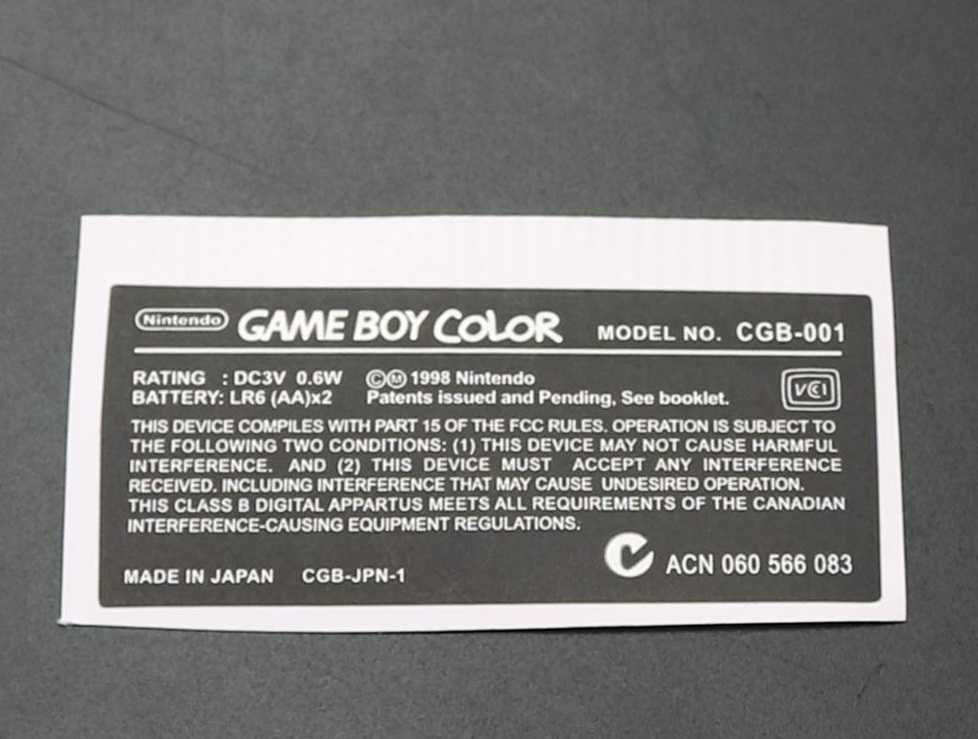 Nintendo GAME BOY COLOR MODEL NO. CGB-001
RATING : DC3V 0.6W ©Ⓜ 1998 Nintendo
BATTERY: LR6 (AA)x2 Patents issued and Pending, See booklet.
VCI
THIS DEVICE COMPILES WITH PART 15 OF THE FCC RULES. OPERATION IS SUBJECT TO
THE FOLLOWING TWO CONDITIONS: (1) THIS DEVICE MAY NOT CAUSE HARMFUL
INTERFERENCE. AND (2) THIS DEVICE MUST ACCEPT ANY INTERFERENCE
RECEIVED. INCLUDING INTERFERENCE THAT MAY CAUSE UNDESIRED OPERATION.
THIS CLASS B DIGITAL APPARTUS MEETS ALL REQUIREMENTS OF THE CANADIAN
INTERFERENCE-CAUSING EQUIPMENT REGULATIONS.
ACN 060 566 083
MADE IN JAPAN CGB-JPN-1